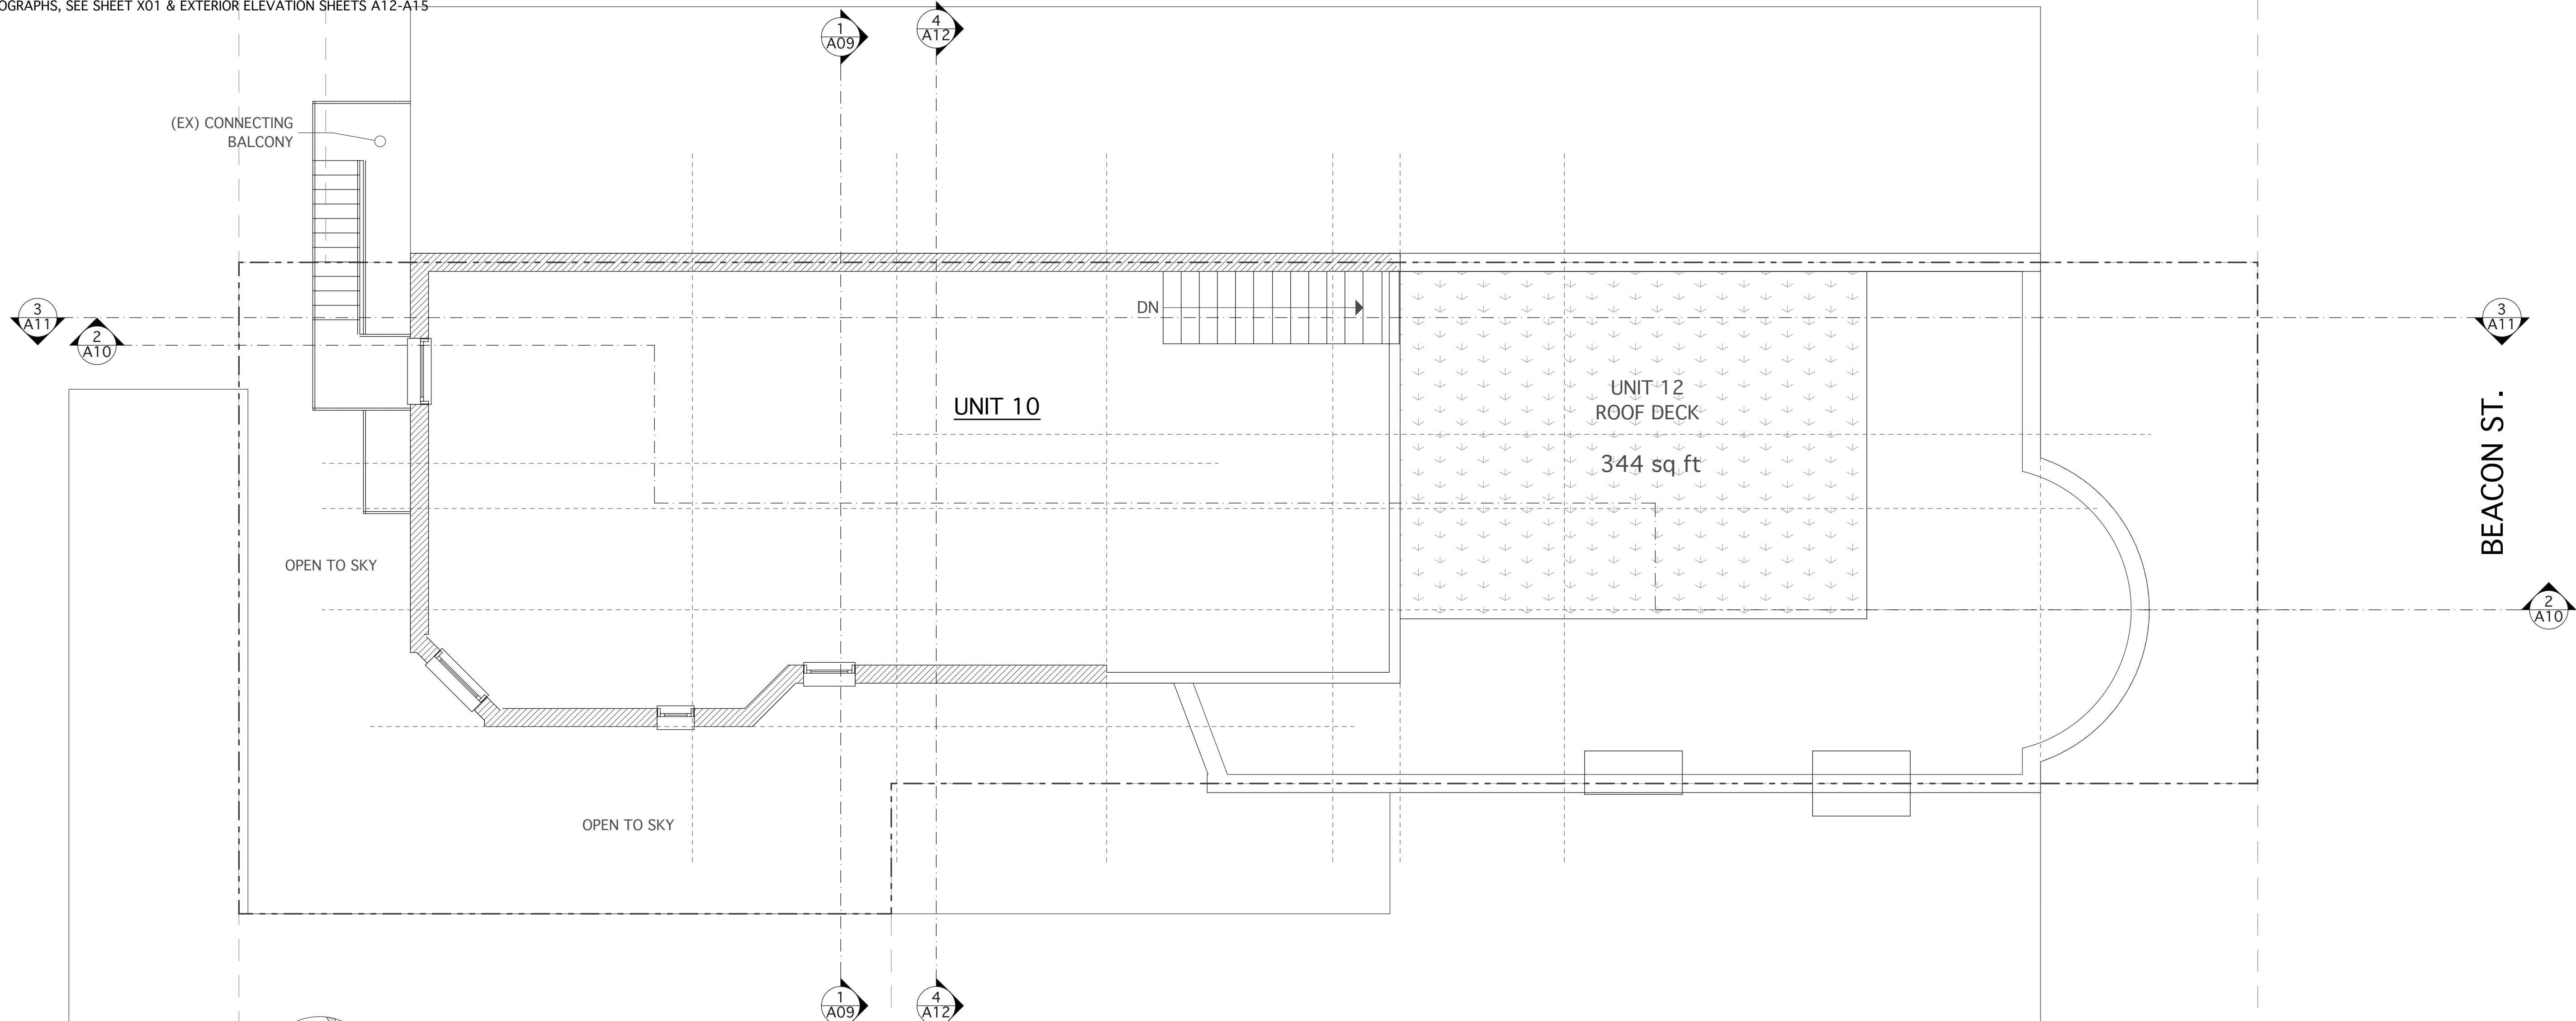 OGRAPHS, SEE SHEET X01 & EXTERIOR ELEVATION SHEETS A12-A15
1
A09
4
A12
(EX) CONNECTING
BALCONY
3
A11
2
A10
DN
UNIT 10
UNIT 12
ROOF DECK
344 sq ft
3
A11
BEACON ST.
2
A10
OPEN TO SKY
OPEN TO SKY
1
A09
4
A12